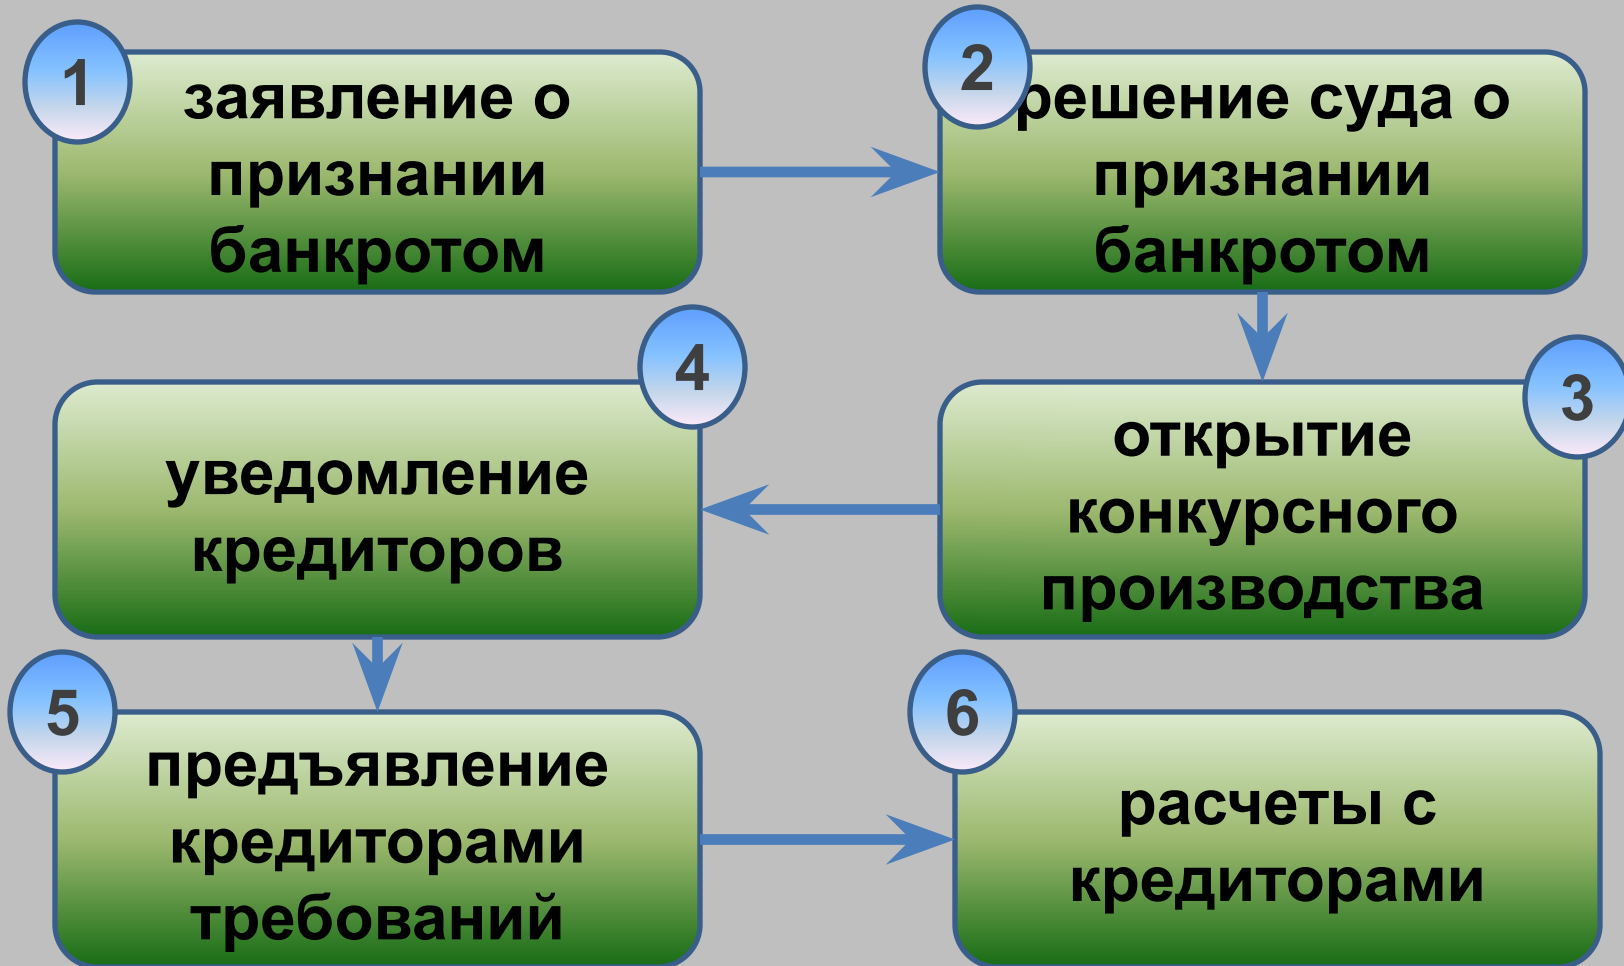 1
заявление о
признании
банкротом
2
решение суда о
признании
банкротом
3
открытие
конкурсного
производства
4
уведомление
кредиторов
5
предъявление
кредиторами
требований
6
расчеты с
кредиторами